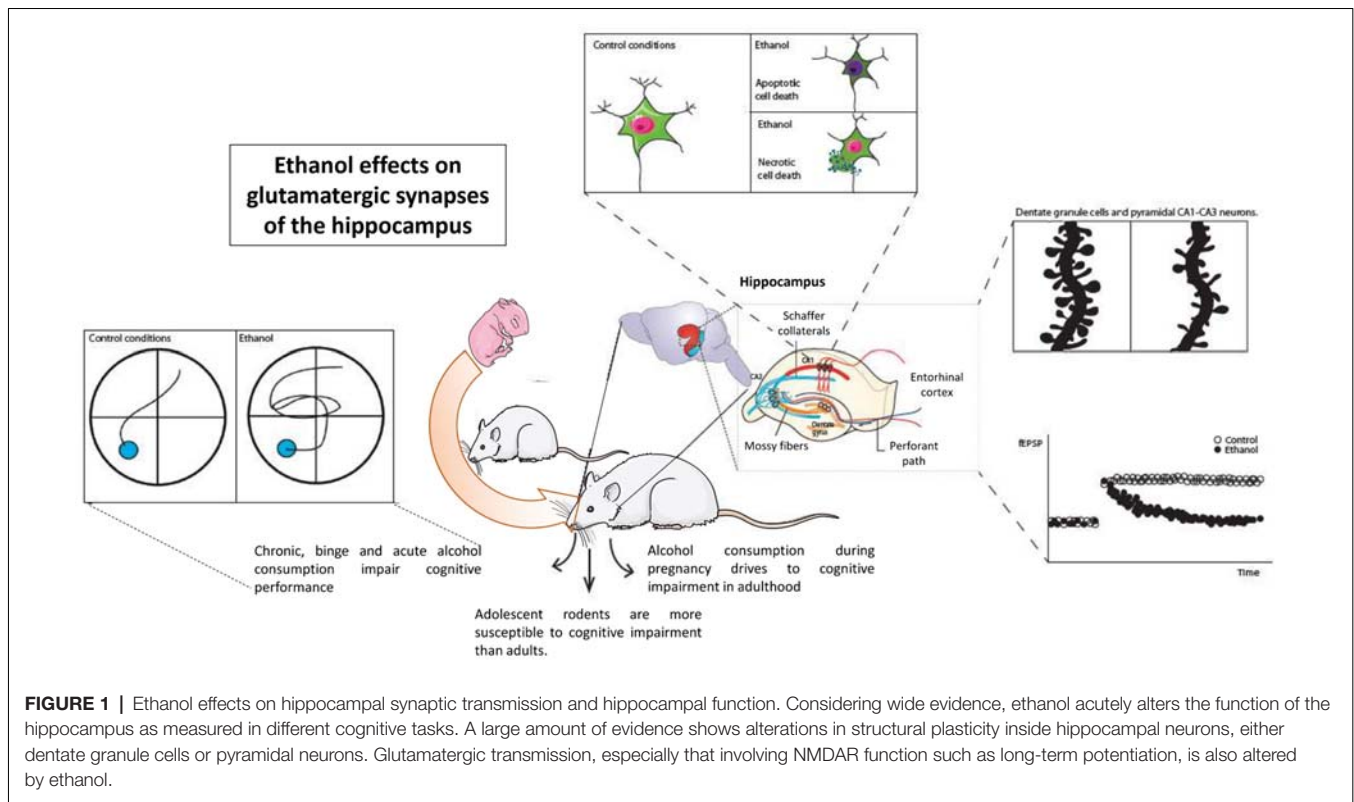 Control conditions
Ethanol
Apoptotic
cell death
Ethanol
Necrotic
cell death
Ethanol effects on
glutamatergic synapses
of the hippocampus
Dentate granule cells and pyramidal CA1-CA3 neurons.
Hippocampus
Schaffer
collaterals
CA1
CA3
Entorhinal
cortex
Dentate
gyrus
Mossy fibers
Perforant
path
Control conditions
Ethanol
fEPSP
Control
Ethanol
Time
Chronic, binge and acute alcohol
consumption impair cognitive
performance
Alcohol consumption during
pregnancy drives to cognitive
impairment in adulthood
Adolescent rodents are more
susceptible to cognitive impairment
than adults.
FIGURE 1 | Ethanol effects on hippocampal synaptic transmission and hippocampal function. Considering wide evidence, ethanol acutely alters the function of the
hippocampus as measured in different cognitive tasks. A large amount of evidence shows alterations in structural plasticity inside hippocampal neurons, either
dentate granule cells or pyramidal neurons. Glutamatergic transmission, especially that involving NMDAR function such as long-term potentiation, is also altered
by ethanol.